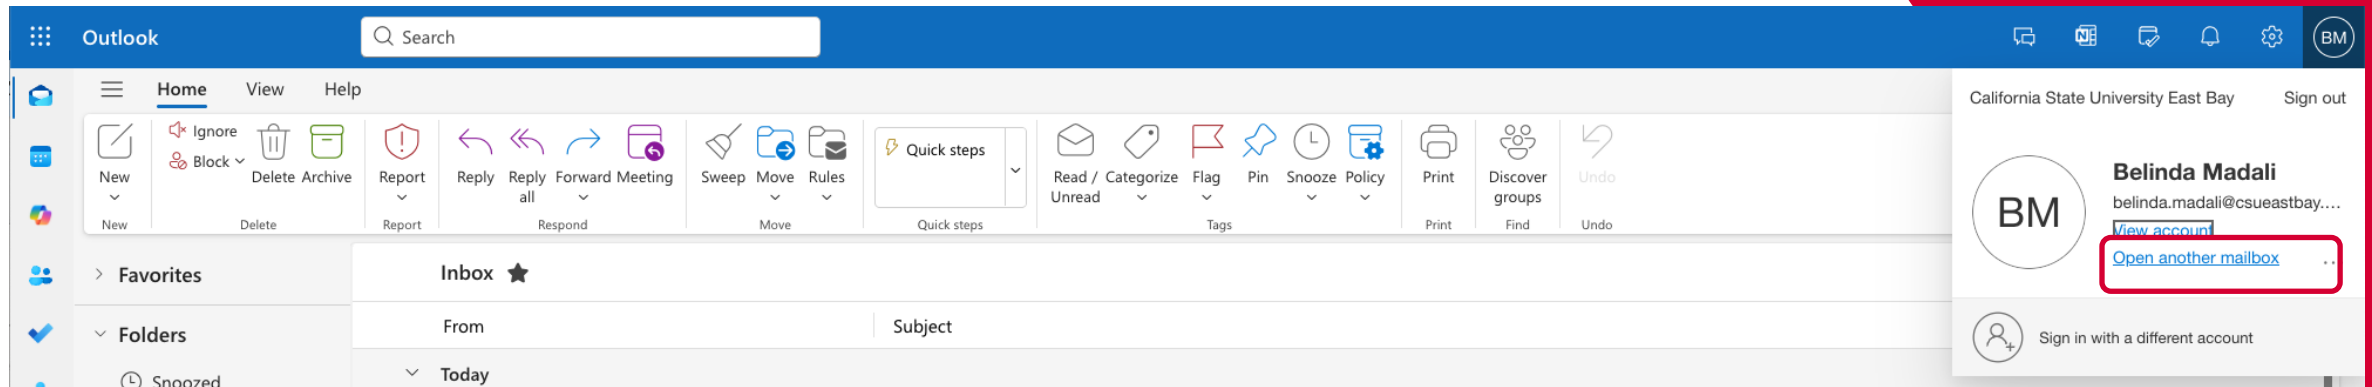 Outlook
Search
BM
Home View Help
California State University East Bay Sign out
New
New
Ignore
Block
Delete Archive
Delete
Report
Report
Reply Reply all Forward Meeting
Respond
Sweep Move Rules
Move
Quick steps
Quick steps
Read / Unread Categorize Flag Pin Snooze Policy
Tags
Print
Print
Discover groups
Find
Undo
Undo
BM
Belinda Madali
belinda.madali@csueastbay....
View account
Open another mailbox
Sign in with a different account
Favorites
Inbox
Folders
From Subject
Snoozed
Today